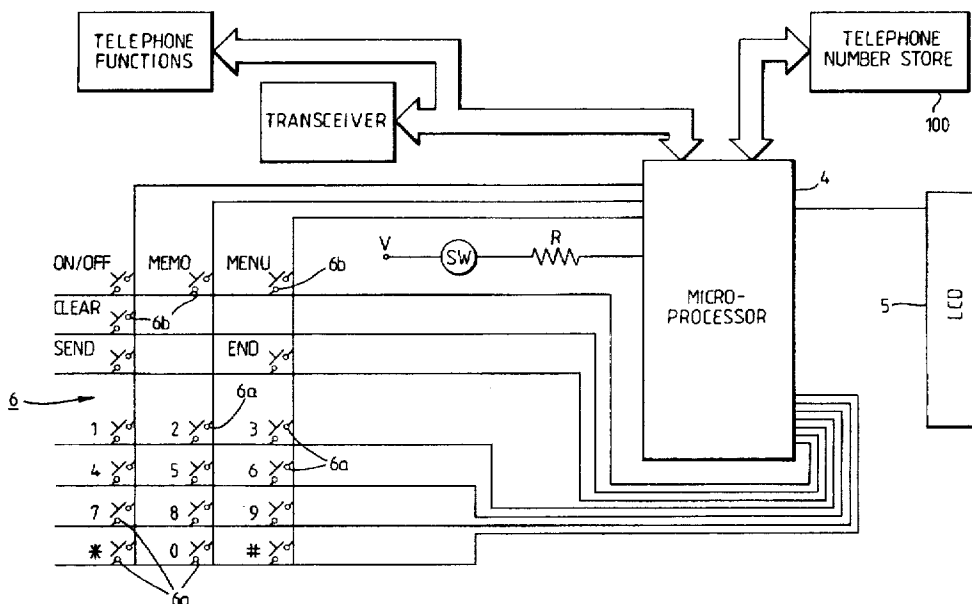 TELEPHONE
FUNCTIONS
TELEPHONE
NUMBER STORE
100
TRANSCEIVER
4
V
SW
R
MICRO-
PROCESSOR
5
LCD
ON/OFF MEMO MENU 6b
CLEAR 6b
SEND END
6
6a
1 2 3
6a
4 5 6
7 8 9
* 0 #
6a